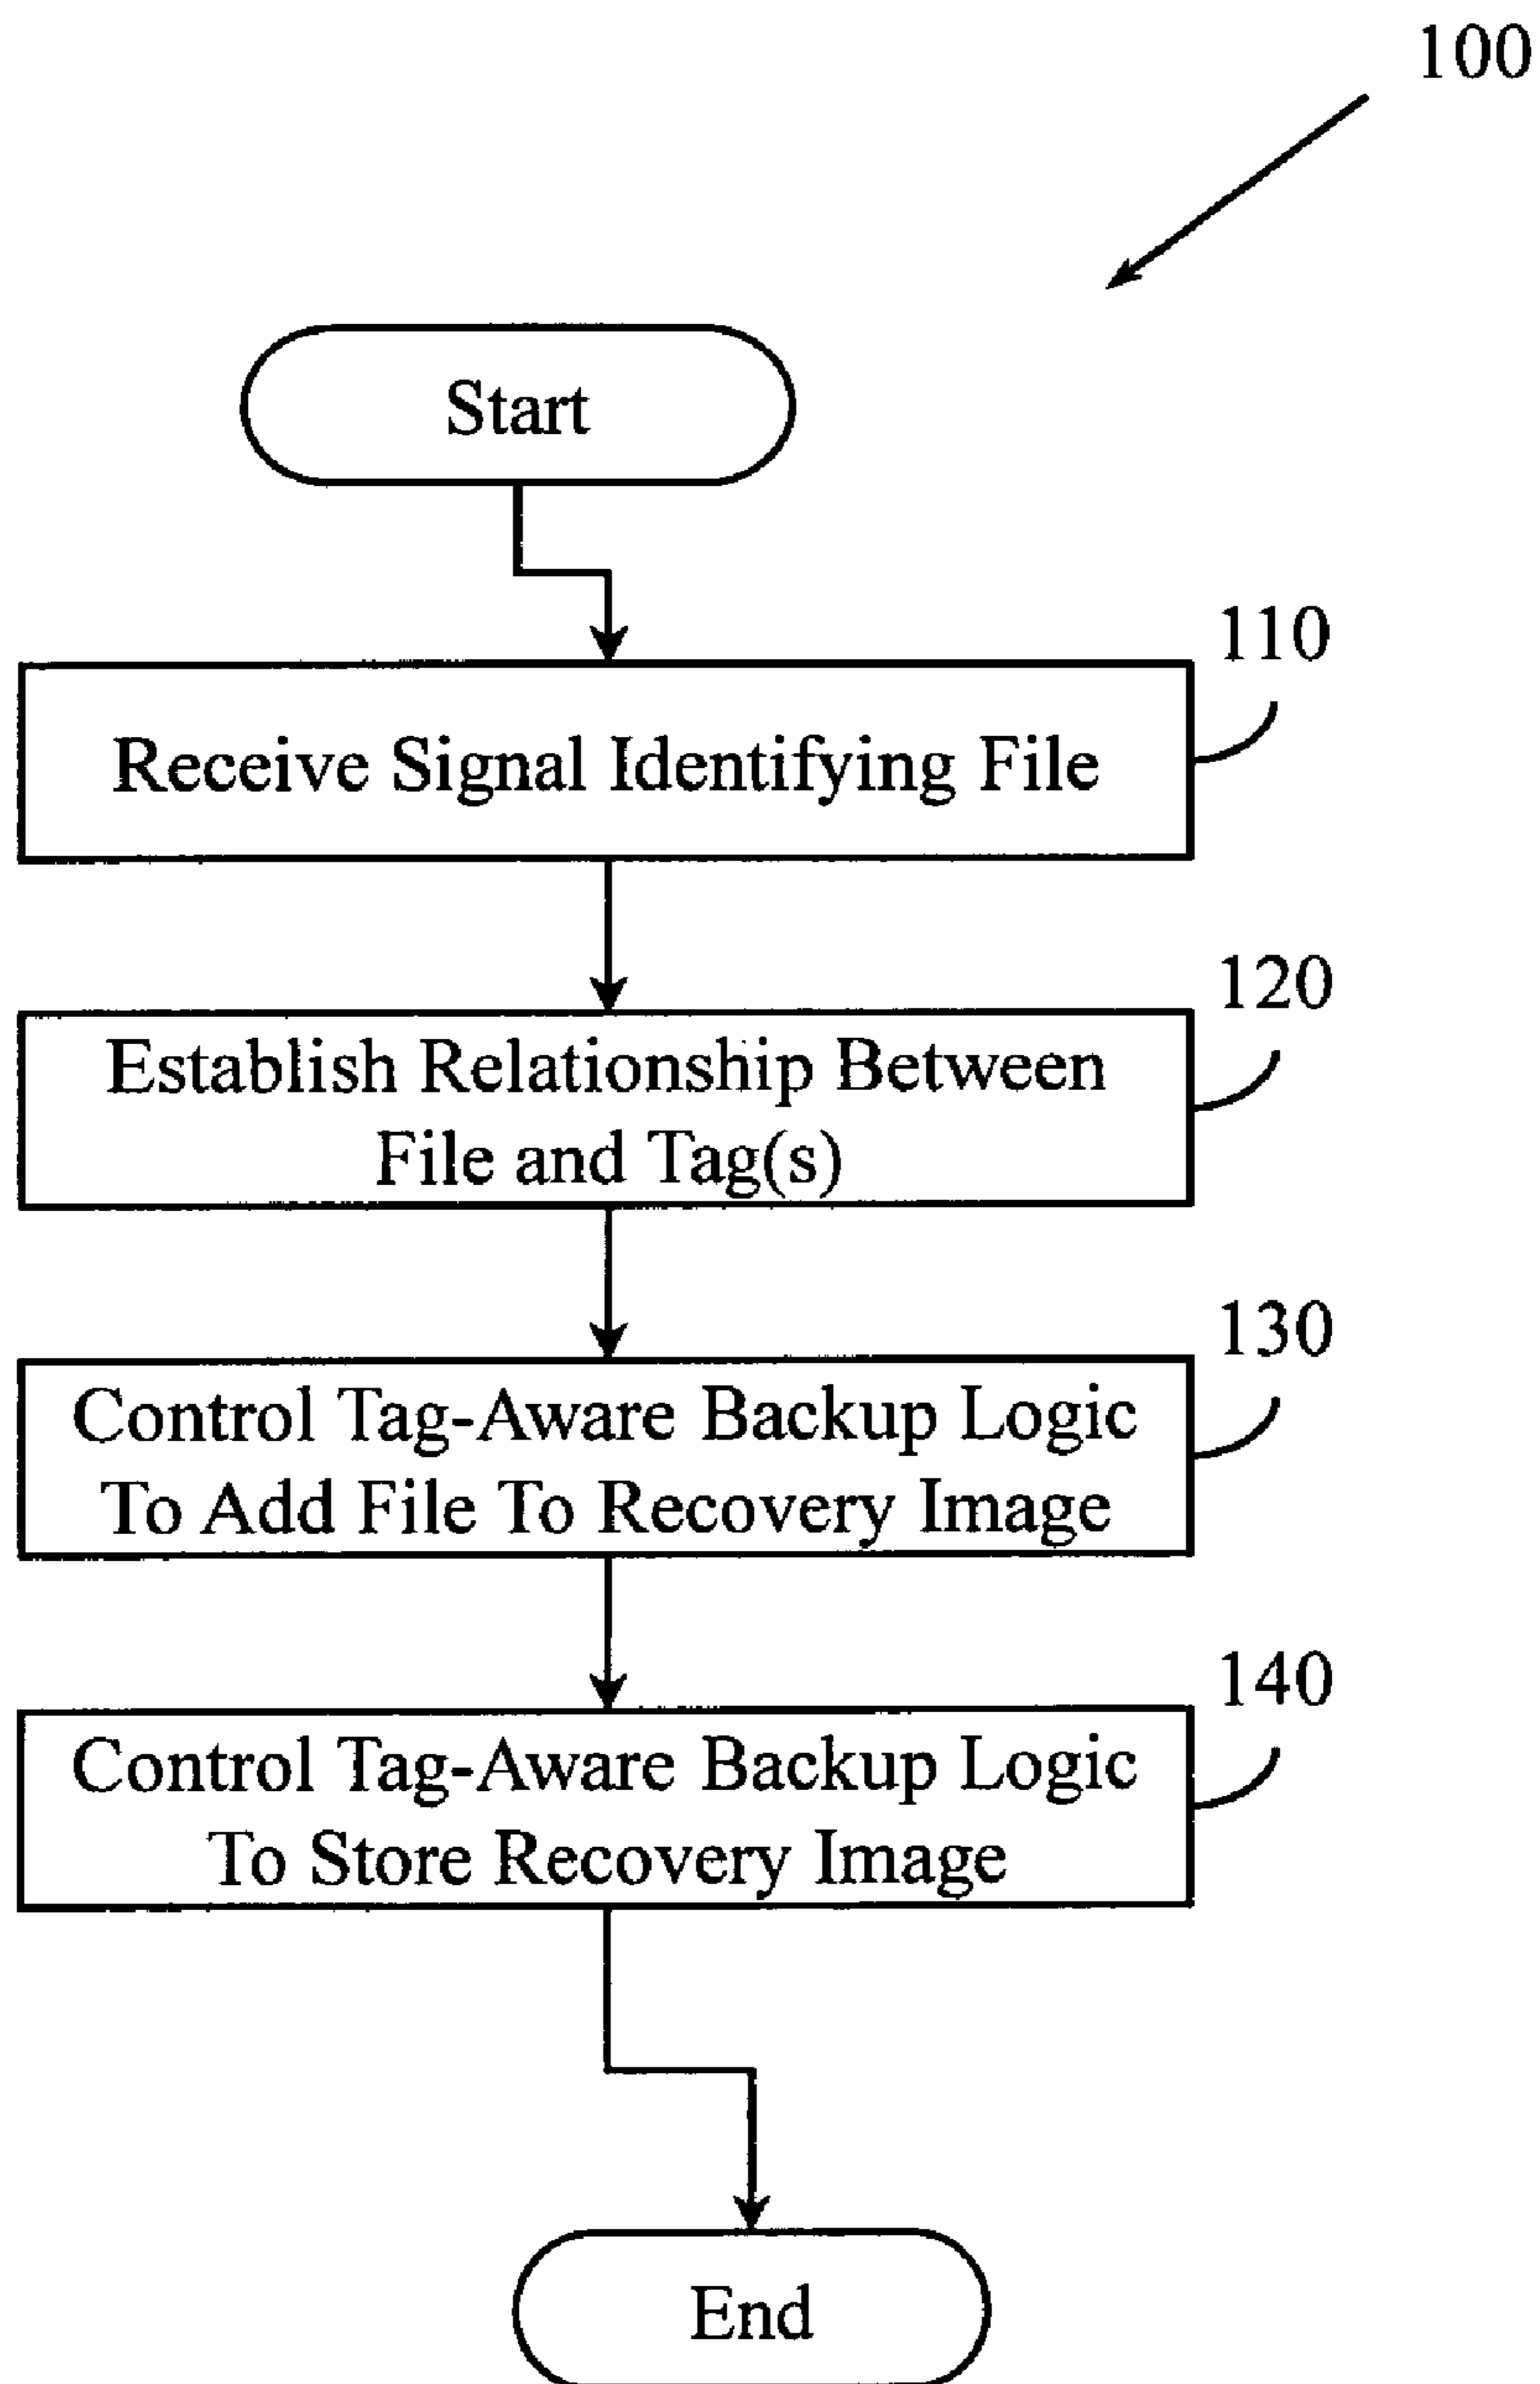 100
Start
110
Receive Signal Identifying File
120
Establish Relationship Between
File and Tag(s)
130
Control Tag-Aware Backup Logic
To Add File To Recovery Image
140
Control Tag-Aware Backup Logic
To Store Recovery Image
End